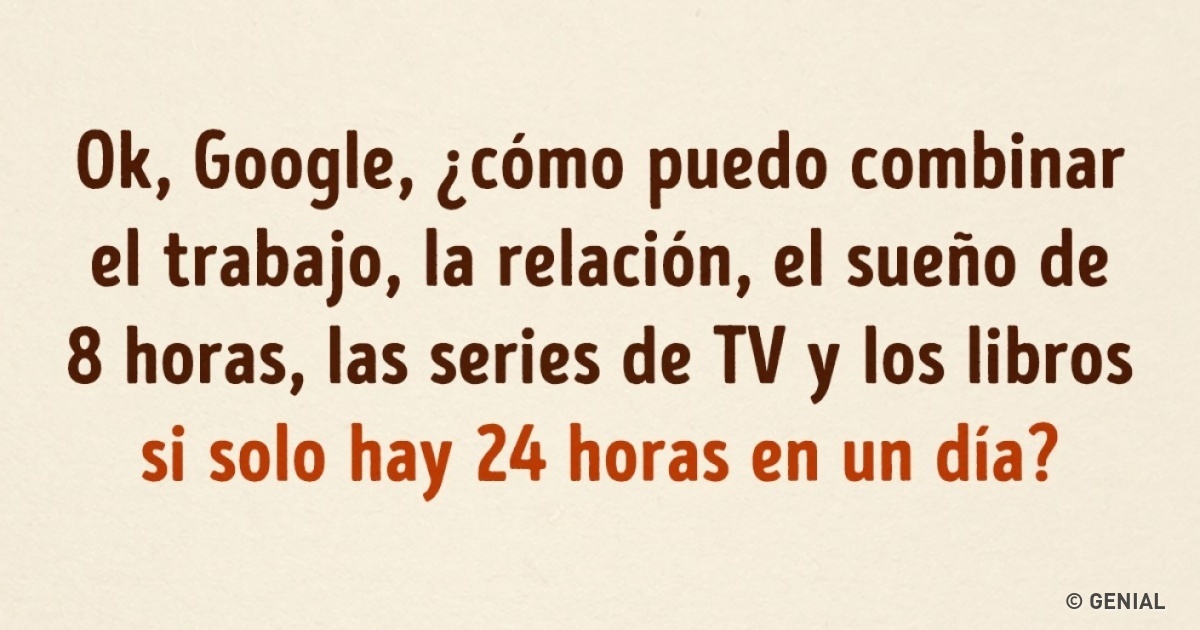 Ok, Google, ¿cómo puedo combinar
el trabajo, la relación, el sueño de
8 horas, las series de TV y los libros
si solo hay 24 horas en un día?
© GENIAL